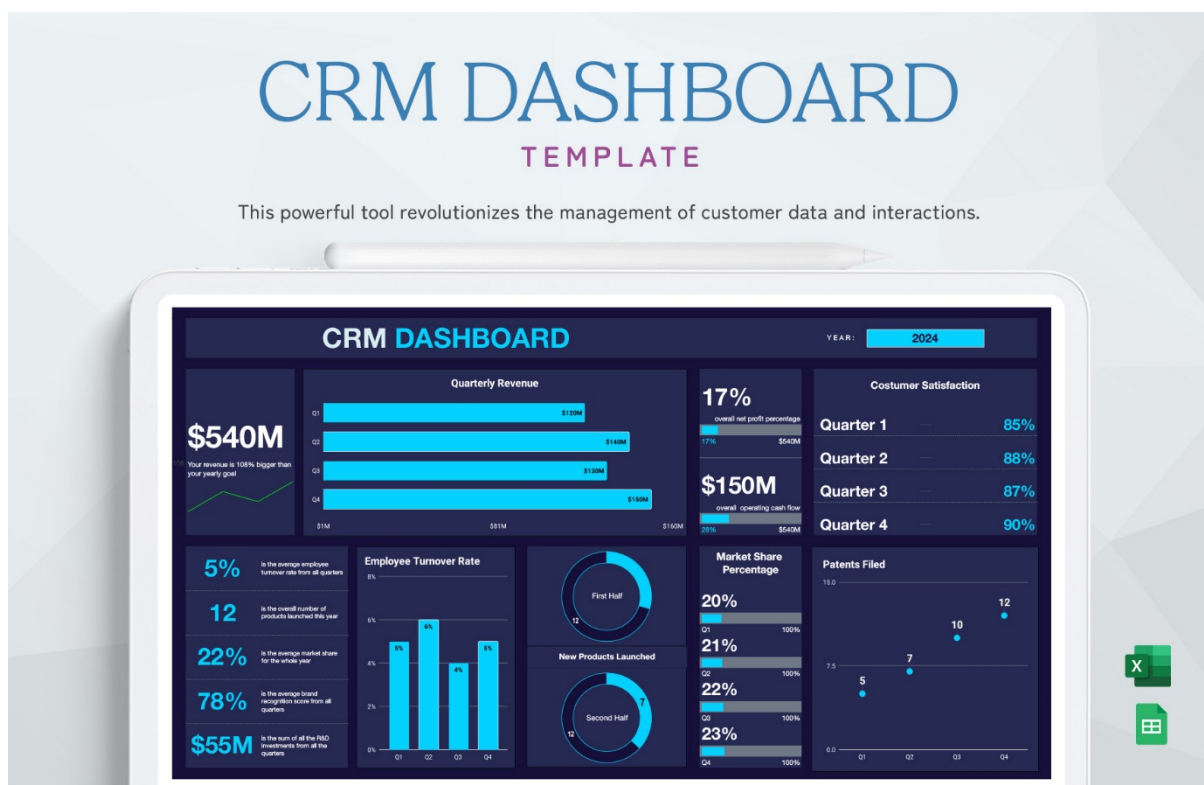 CRM DASHBOARD
TEMPLATE
This powerful tool revolutionizes the management of customer data and interactions.
CRM DASHBOARD
YEAR:
2024
$540M
Your revenue is 108% bigger than
your yearly goal
Quarterly Revenue
Q1
$120M
Q2
$140M
Q3
$130M
Q4
$150M
$1M
$81M
$160M
17%
overall net profit percentage
17%
$540M
$150M
overall operating cash flow
28%
$540M
Costumer Satisfaction
Quarter 1
85%
Quarter 2
88%
Quarter 3
87%
Quarter 4
90%
5%
is the average employee
turnover rate from all quarters
12
is the overall number of
products launched this year
22%
is the average market share
for the whole year
78%
is the average brand
recognition score from all
quarters
$55M
is the sum of all the R&D
investments from all the
quarters
Employee Turnover Rate
8%
6%
4%
2%
0%
5%
6%
4%
5%
Q1
Q2
Q3
Q4
First Half
12
New Products Launched
Second Half
7
12
Market Share
Percentage
20%
Q1
100%
21%
Q2
100%
22%
Q3
100%
23%
Q4
100%
Patents Filed
15.0
7.5
0.0
5
7
10
12
Q1
Q2
Q3
Q4
X